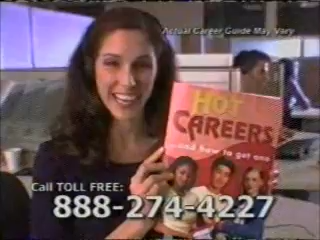 Actual Career Guide May Vary
HOT
CAREERS
...and how to get one
Call TOLL FREE:
888-274-4227